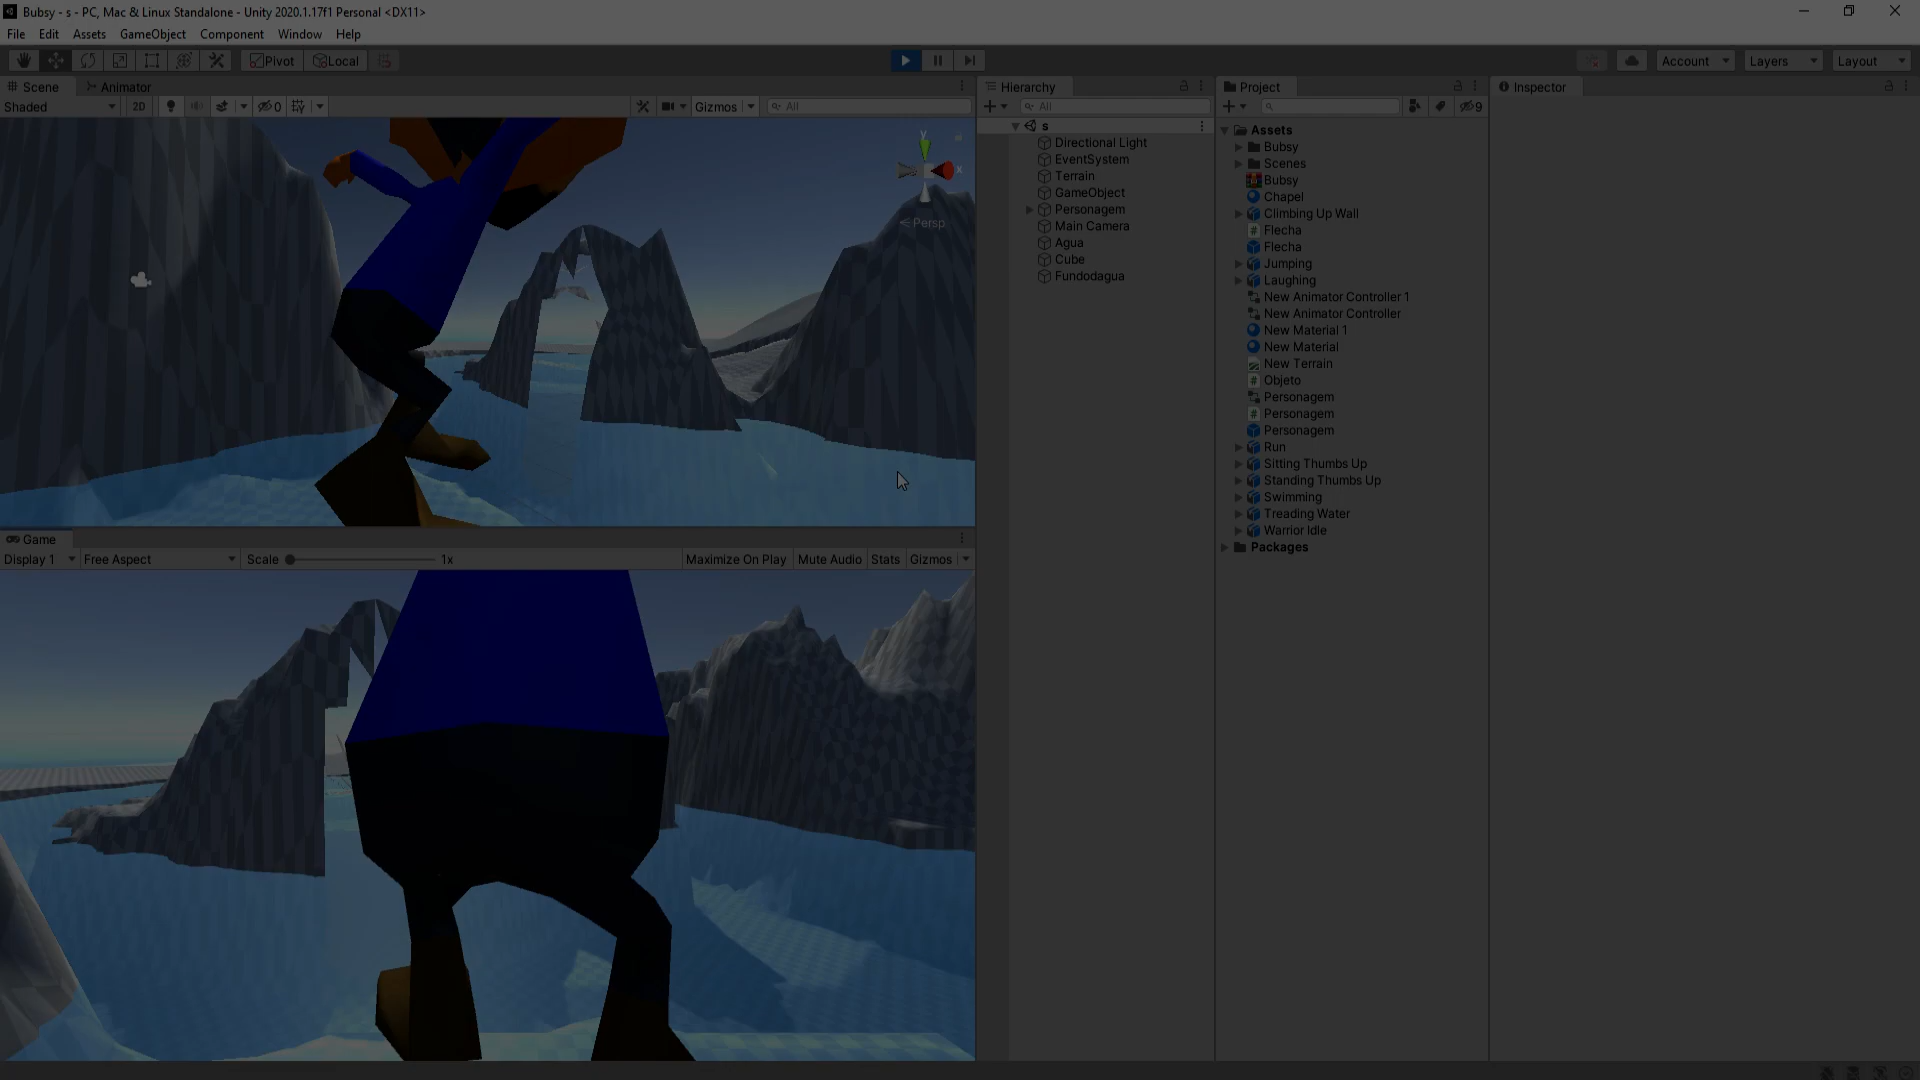 Bubsy - s - PC, Mac & Linux Standalone - Unity 2020.1.17f1 Personal <DX11>
File Edit Assets GameObject Component Window Help
Pivot Local Account Layers Layout
Scene Animator
Shaded 2D 0 Gizmos All
y
x
Persp
Game
Display 1 Free Aspect Scale 1x Maximize On Play Mute Audio Stats Gizmos
Hierarchy
All
s
Directional Light
EventSystem
Terrain
GameObject
Personagem
Main Camera
Agua
Cube
Fundodagua
Project
9
Assets
Bubsy
Scenes
Bubsy
Chapel
Climbing Up Wall
Flecha
Flecha
Jumping
Laughing
New Animator Controller 1
New Animator Controller
New Material 1
New Material
New Terrain
Objeto
Personagem
Personagem
Personagem
Run
Sitting Thumbs Up
Standing Thumbs Up
Swimming
Treading Water
Warrior Idle
Packages
Inspector